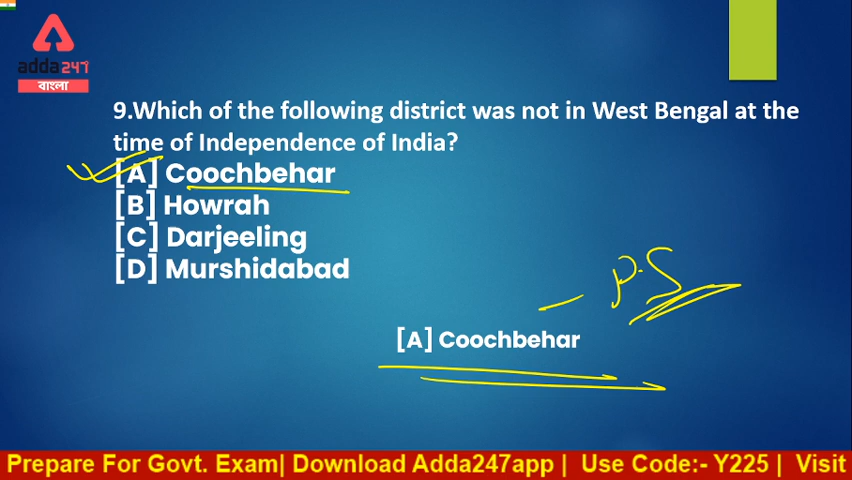 adda247
বাংলা
9.Which of the following district was not in West Bengal at the
time of Independence of India?
[A] Coochbehar
[B] Howrah
[C] Darjeeling
[D] Murshidabad
P.S
[A] Coochbehar
Prepare For Govt. Exam| Download Adda247app | Use Code:- Y225 | Visit